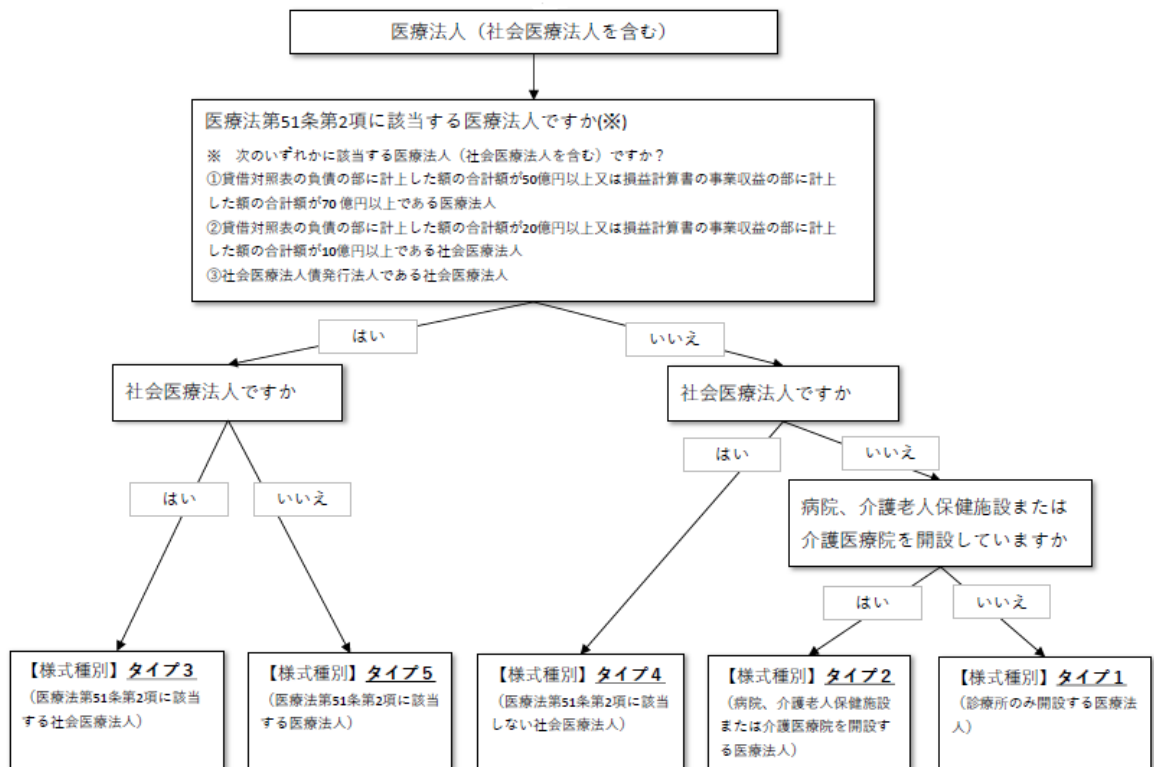 医療法人（社会医療法人を含む）
医療法第51条第2項に該当する医療法人ですか(※)
※　次のいずれかに該当する医療法人（社会医療法人を含む）ですか？
①貸借対照表の負債の部に計上した額の合計額が50億円以上又は損益計算書の事業収益の部に計上
した額の合計額が70 億円以上である医療法人
②貸借対照表の負債の部に計上した額の合計額が20億円以上又は損益計算書の事業収益の部に計上
した額の合計額が10億円以上である社会医療法人
③社会医療法人債発行法人である社会医療法人
はい
いいえ
社会医療法人ですか
社会医療法人ですか
はい
いいえ
はい
いいえ
病院、介護老人保健施設または
介護医療院を開設していますか
はい
いいえ
【様式種別】タイプ３
（医療法第51条第2項に該当
する社会医療法人）
【様式種別】タイプ５
（医療法第51条第2項に該当
する医療法人）
【様式種別】タイプ４
（医療法第51条第2項に該当
しない社会医療法人）
【様式種別】タイプ２
（病院、介護老人保健施設
または介護医療院を開設す
る医療法人）
【様式種別】タイプ１
（診療所のみ開設する医療法
人）